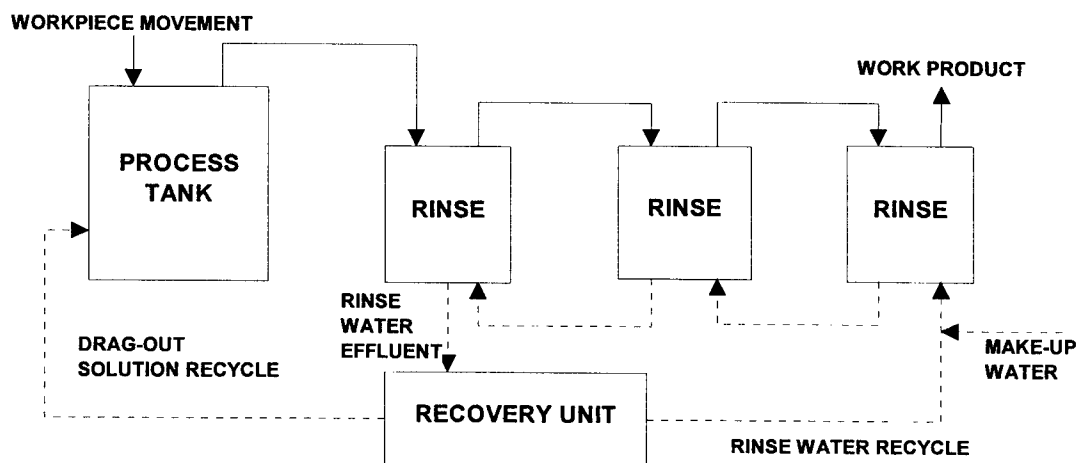 WORKPIECE MOVEMENT
WORK PRODUCT
PROCESS
TANK
RINSE
RINSE
RINSE
RINSE
WATER
EFFLUENT
DRAG-OUT
SOLUTION RECYCLE
MAKE-UP
WATER
RECOVERY UNIT
RINSE WATER RECYCLE